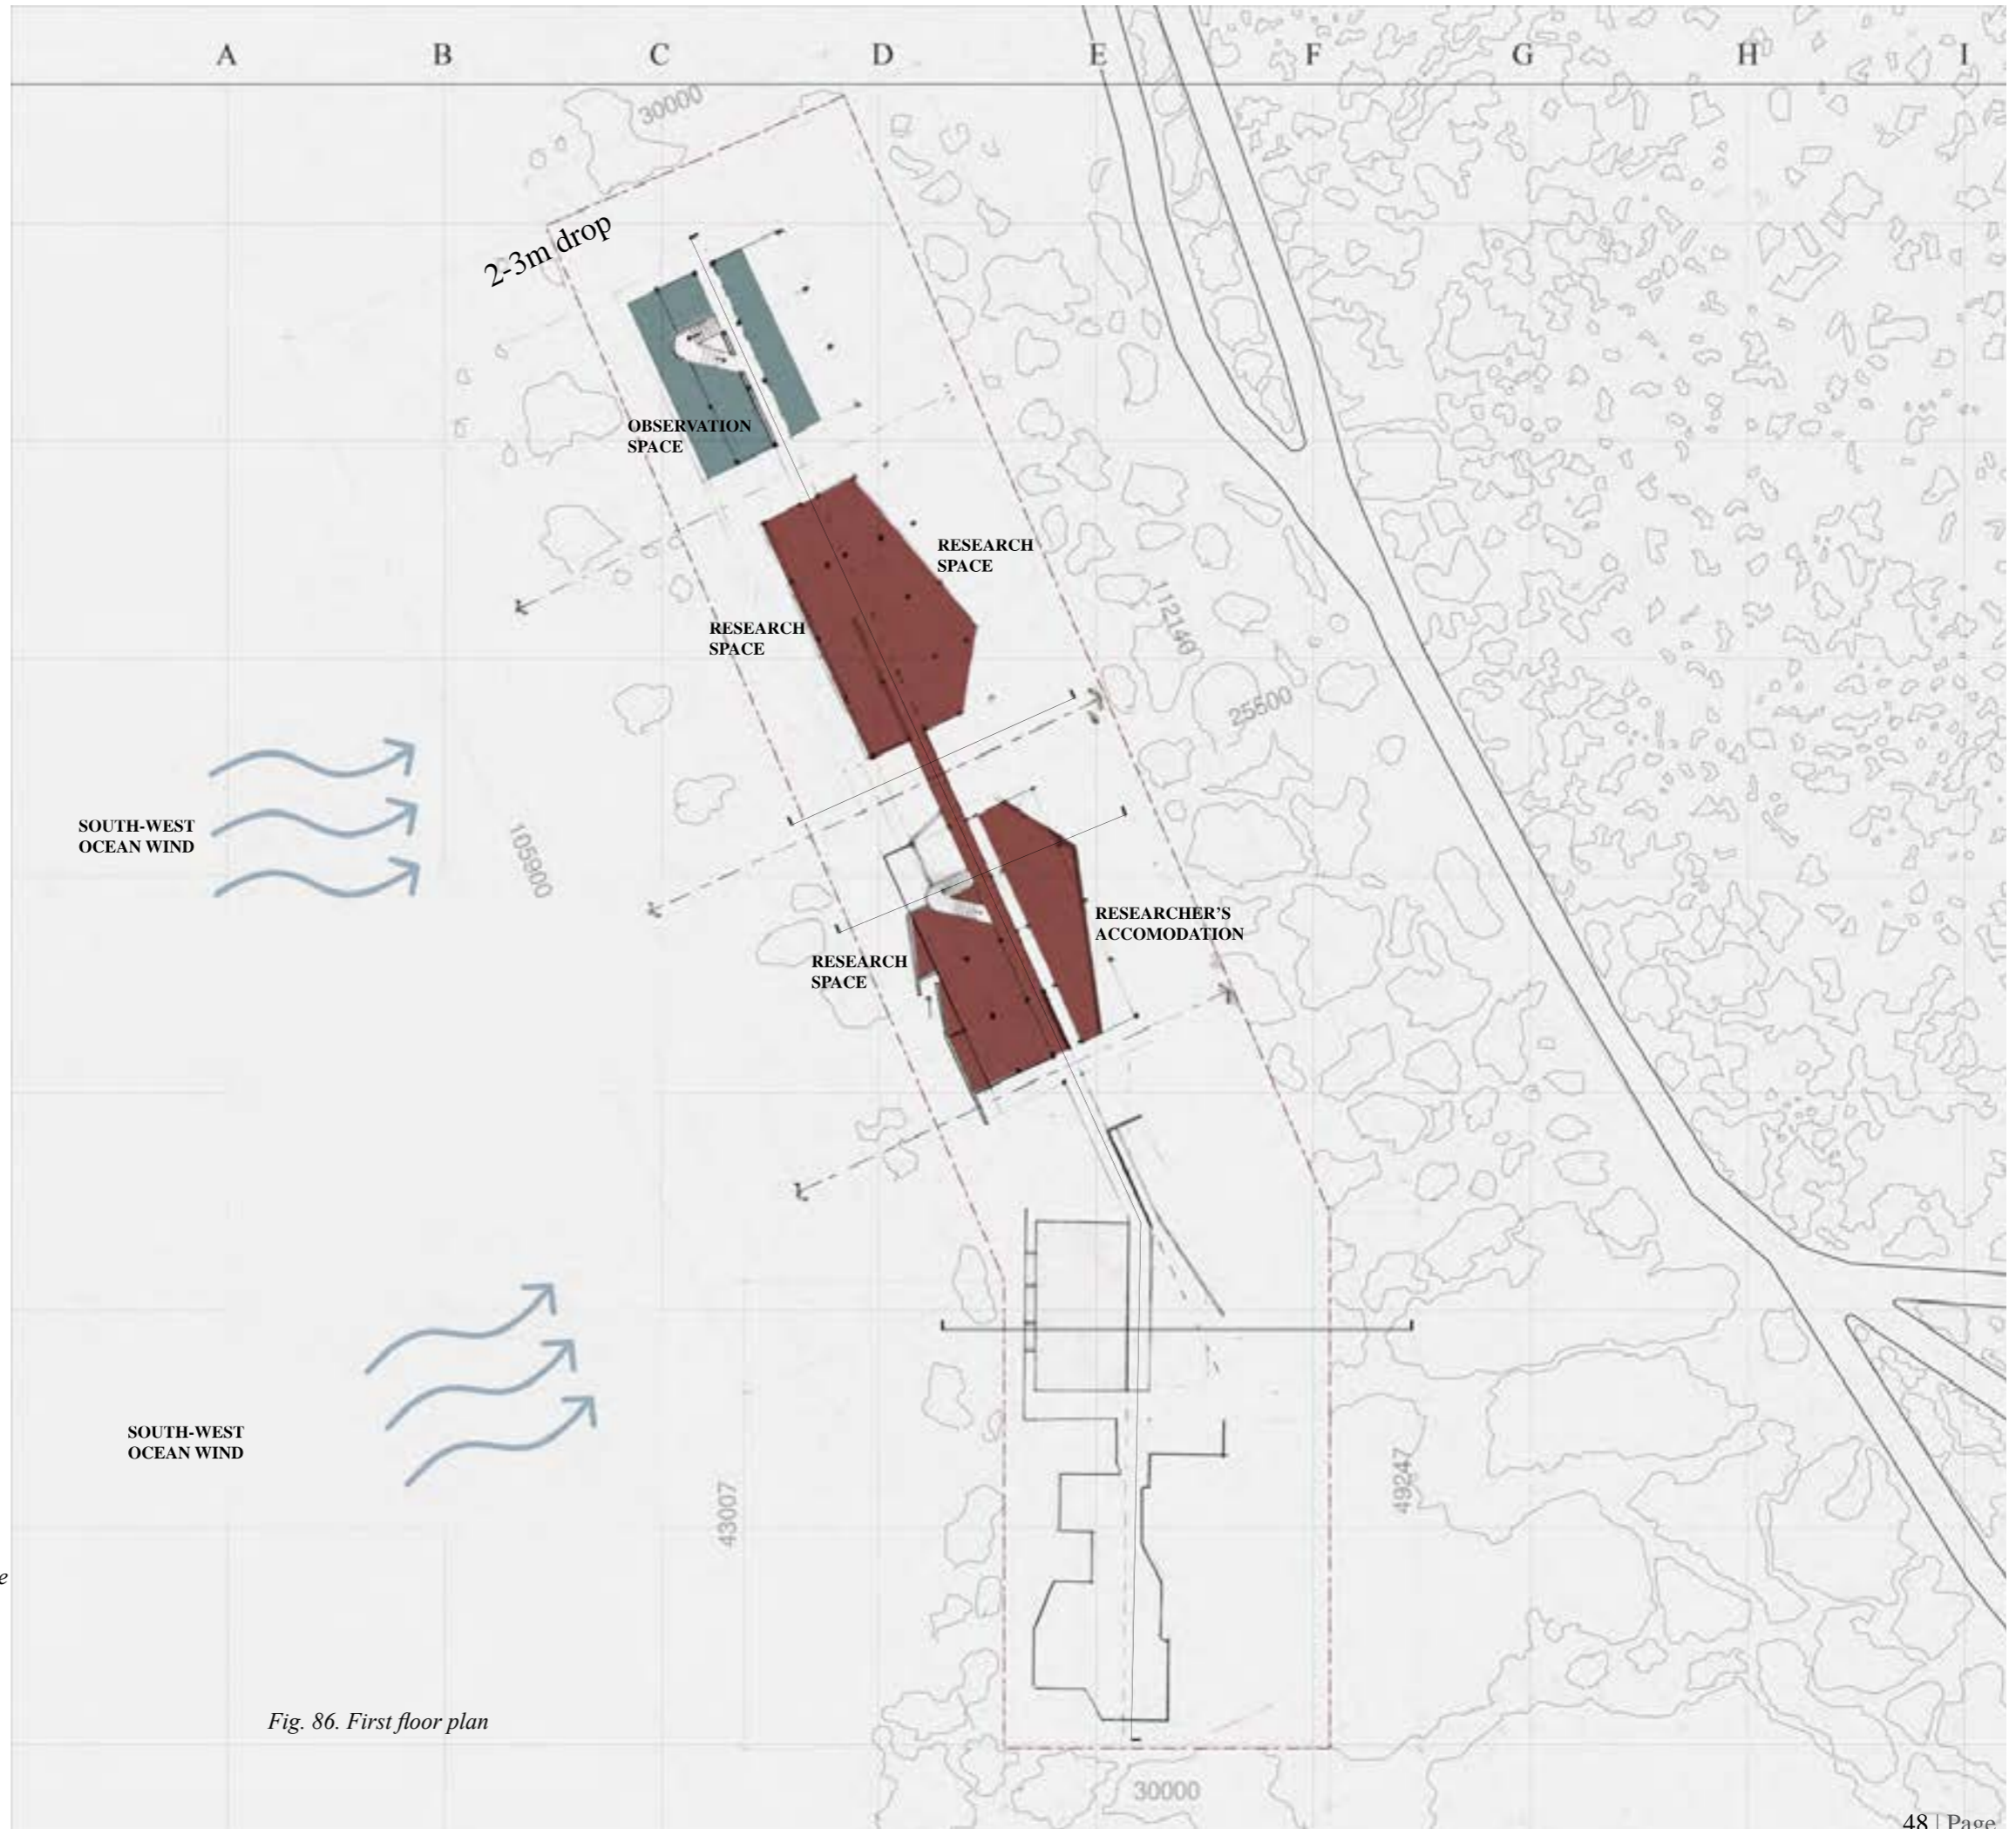 A B C D E F G H I
30000
2-3m drop
OBSERVATION
SPACE
RESEARCH
SPACE
RESEARCH
SPACE
112140
25500
SOUTH-WEST
OCEAN WIND
105900
RESEARCHER'S
ACCOMODATION
RESEARCH
SPACE
SOUTH-WEST
OCEAN WIND
43007
49247
e
Fig. 86. First floor plan
30000
48 | Page